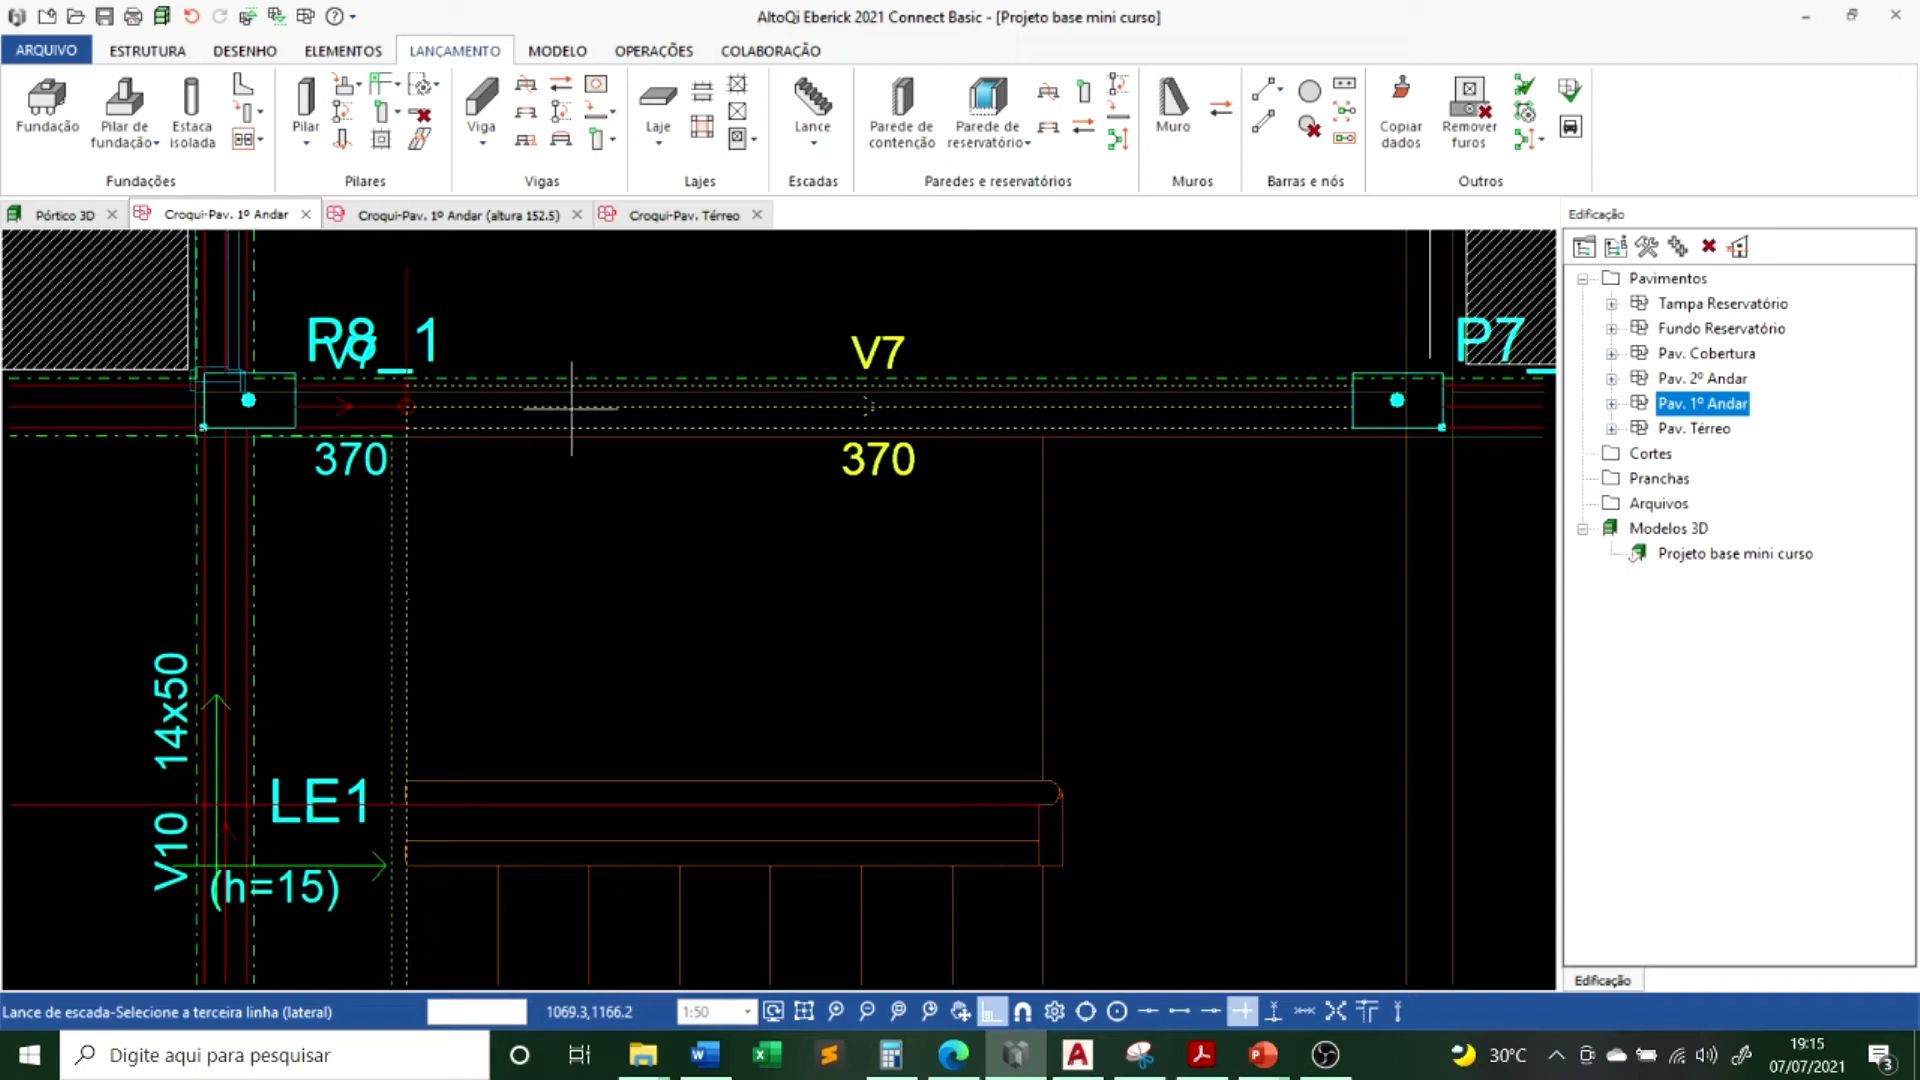 AltoQi Eberick 2021 Connect Basic - [Projeto base mini curso]
ARQUIVO ESTRUTURA DESENHO ELEMENTOS LANÇAMENTO MODELO OPERAÇÕES COLABORAÇÃO
Fundação Pilar de fundação Estaca isolada
Fundações
Pilar
Pilares
Viga
Vigas
Laje
Lajes
Lance
Escadas
Parede de contenção Parede de reservatório
Paredes e reservatórios
Muro
Muros
Barras e nós
Copiar dados Remover furos
Outros
Pórtico 3D Croqui-Pav. 1º Andar Croqui-Pav. 1º Andar (altura 152.5) Croqui-Pav. Térreo
Edificação
Pavimentos
Tampa Reservatório
Fundo Reservatório
Pav. Cobertura
Pav. 2º Andar
Pav. 1º Andar
Pav. Térreo
Cortes
Pranchas
Arquivos
Modelos 3D
Projeto base mini curso
Edificação
V7
P7_
370
370
V10 14x50
LE1
(h=15)
Lance de escada-Selecione a terceira linha (lateral)
1069.3,1166.2
1:50
Digite aqui para pesquisar
30°C
19:15
07/07/2021
3